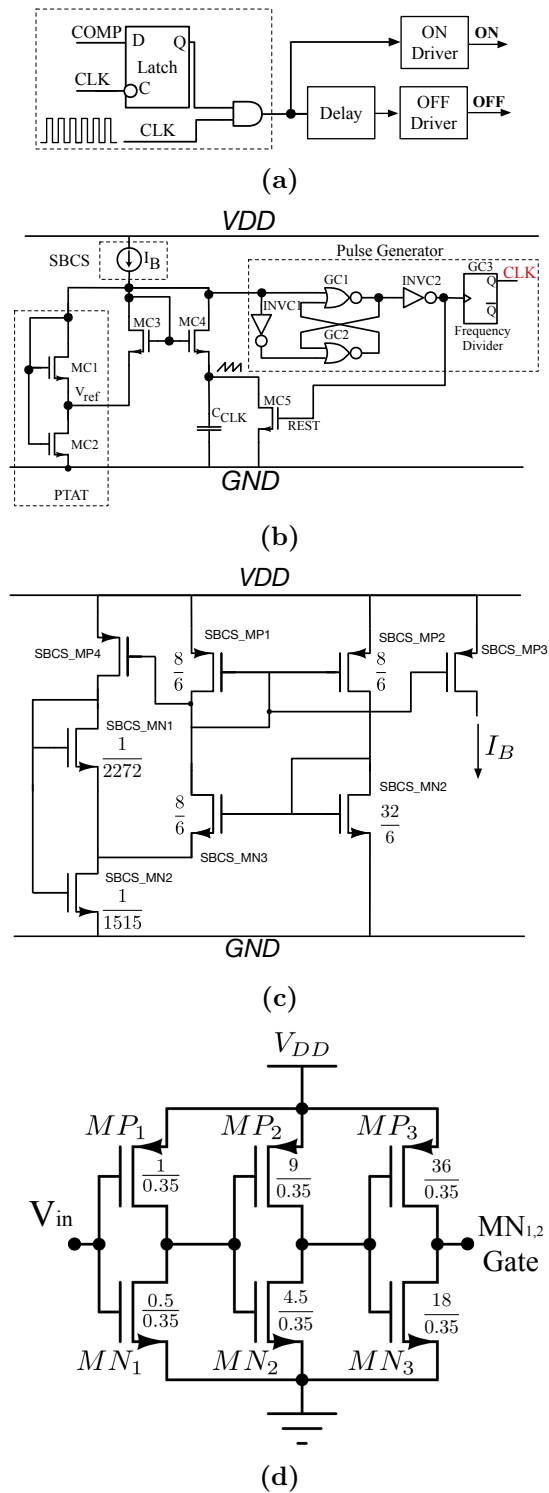 COMP
D
Q
Latch
CLK
C
CLK
ON
Driver
ON
Delay
OFF
Driver
OFF
(a)
VDD
SBCS
I_B
Pulse Generator
GC1
INVC1
INVC2
GC3
CLK
Q
Q
GC2
Frequency
Divider
MC3
MC4
MC1
V_ref
MC2
C_CLK
MC5
REST
PTAT
GND
(b)
VDD
SBCS_MP4
SBCS_MP1
8/6
SBCS_MP2
8/6
SBCS_MP3
SBCS_MN1
1/2272
I_B
8/6
SBCS_MN2
32/6
SBCS_MN3
SBCS_MN2
1/1515
GND
(c)
V_DD
MP_1
MP_2
MP_3
1/0.35
9/0.35
36/0.35
V_in
MN_1,2
Gate
0.5/0.35
4.5/0.35
18/0.35
MN_1
MN_2
MN_3
(d)